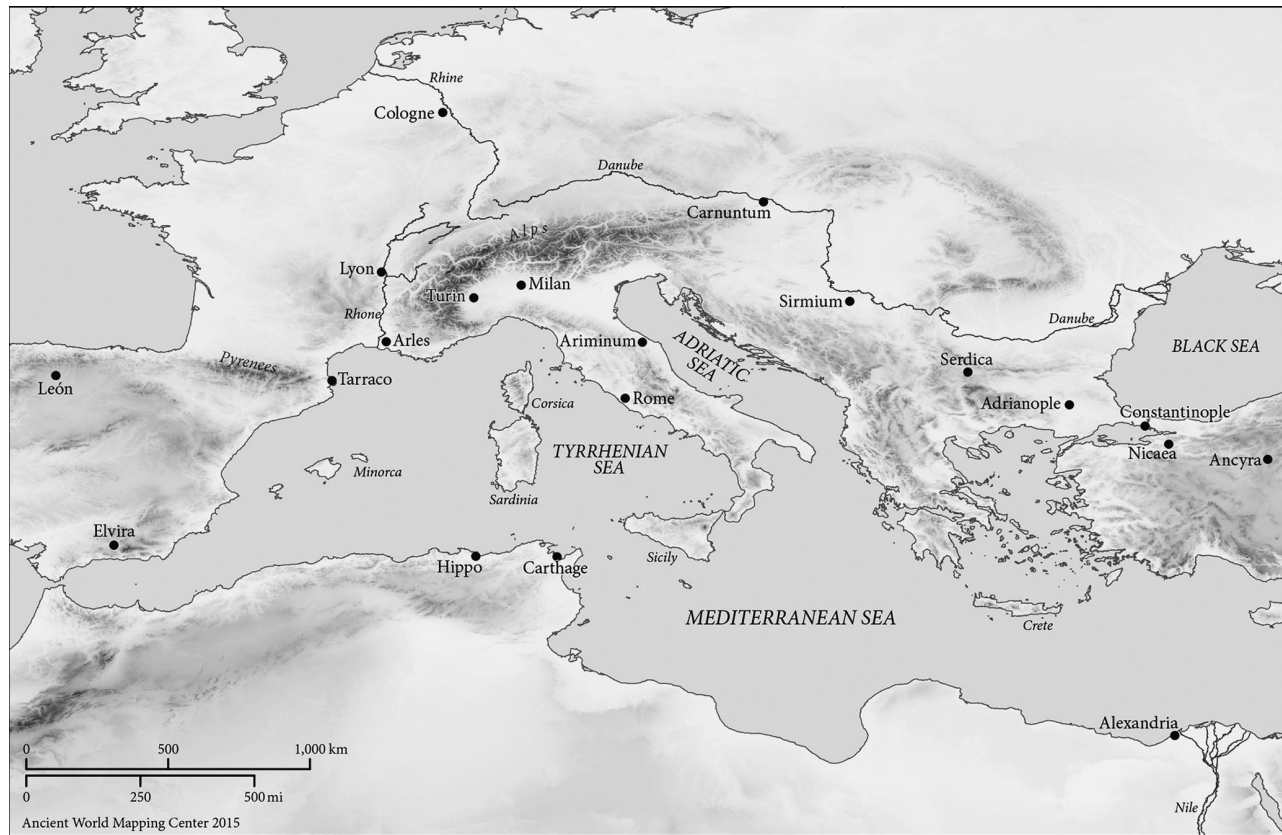 Rhine
Cologne
Danube
Carnuntum
Alps
Lyon
Milan
Turin
Sirmium
Rhone
Danube
Arles
Ariminum
ADRIATIC
SEA
BLACK SEA
Pyrenees
Serdica
León
Tarraco
Corsica
Rome
Adrianople
Constantinople
Nicaea
Ancyra
TYRRHENIAN
SEA
Minorca
Sardinia
Elvira
Sicily
Hippo
Carthage
MEDITERRANEAN SEA
Crete
Alexandria
Nile
0 500 1,000 km
0 250 500 mi
Ancient World Mapping Center 2015